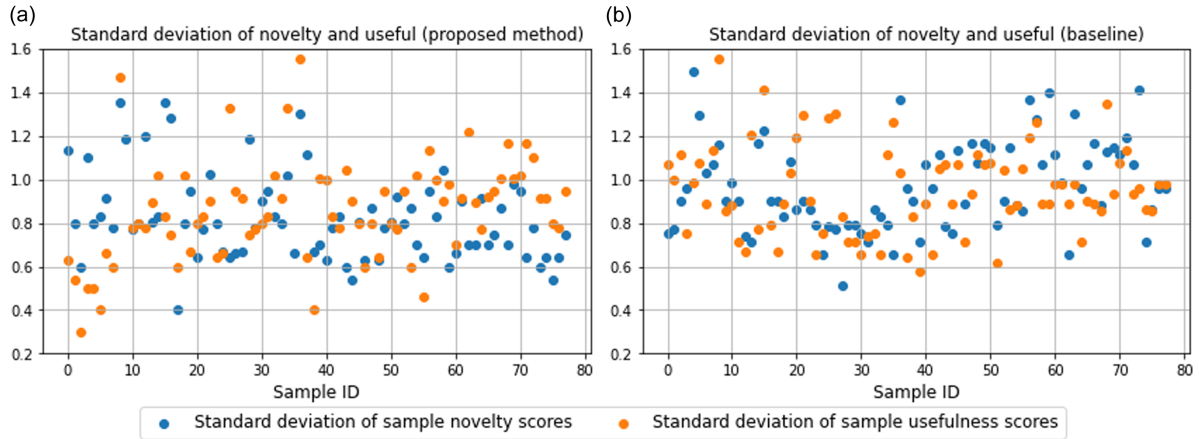 (a)
Standard deviation of novelty and useful (proposed method)
1.6
1.4
1.2
1.0
0.8
0.6
0.4
0.2
0 10 20 30 40 50 60 70 80
Sample ID
(b)
Standard deviation of novelty and useful (baseline)
1.6
1.4
1.2
1.0
0.8
0.6
0.4
0.2
0 10 20 30 40 50 60 70 80
Sample ID
Standard deviation of sample novelty scores Standard deviation of sample usefulness scores